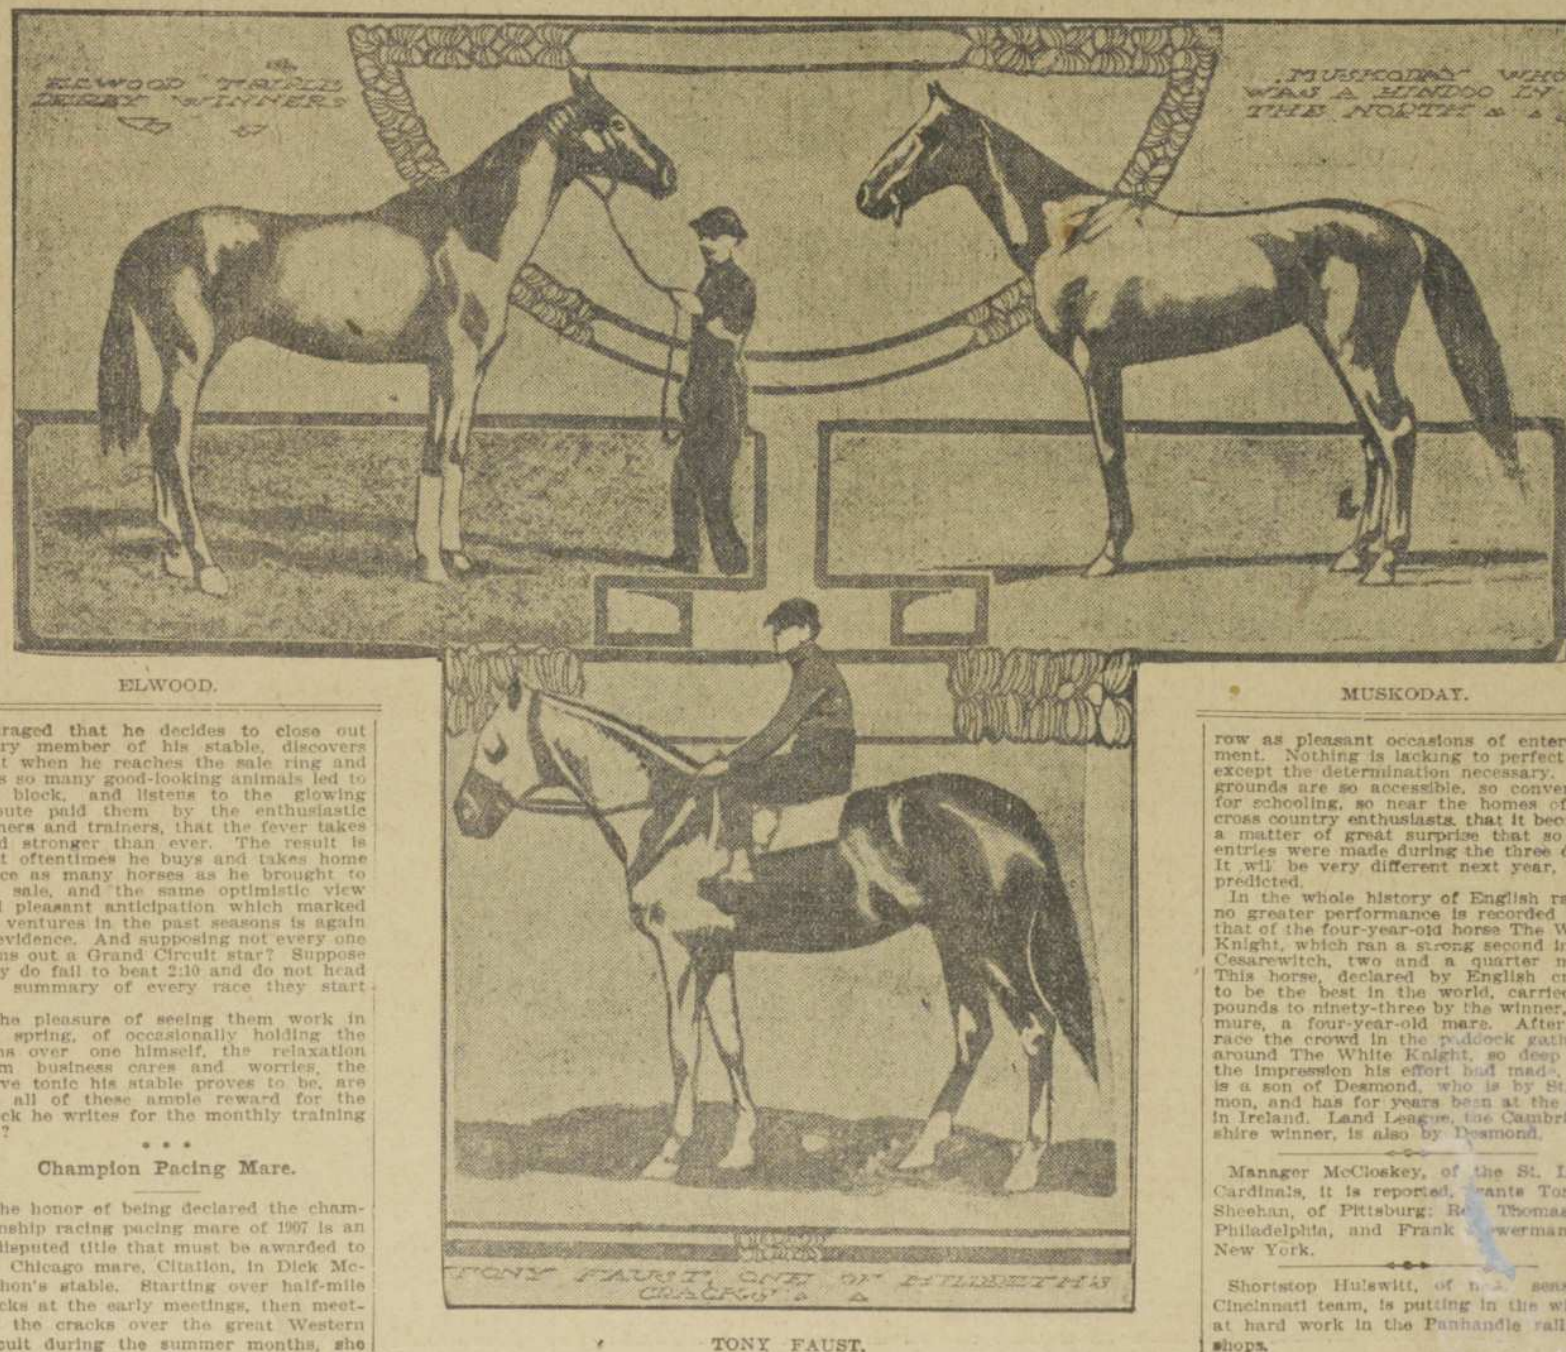 ELWOOD TRIPLE
DERBY WINNERS
MUSKODAY WHO
WAS A HINDOO IN
THE NORTH
ELWOOD.
raged that he decides to close out
ry member of his stable, discovers
t when he reaches the sale ring and
s so many good-looking animals led to
block, and listens to the glowing
bute paid them by the enthusiastic
ners and trainers, that the fever takes
d stronger than ever. The result is
t oftentimes he buys and takes home
ce as many horses as he brought to
sale, and the same optimistic view
d pleasant anticipation which marked
ventures in the past seasons is again
evidence. And supposing not every one
ns out a Grand Circuit star? Suppose
y do fail to beat 2:10 and do not head
summary of every race they start
he pleasure of seeing them work in
spring, of occasionally holding the
ns over one himself, the relaxation
m business cares and worries, the
ve tonic his stable proves to be, are
all of these ample reward for the
ck he writes for the monthly training
?
* * *
Champion Pacing Mare.
he honor of being declared the cham-
nship racing pacing mare of 1907 is an
disputed title that must be awarded to
Chicago mare, Citation, in Dick Mc-
hon's stable. Starting over half-mile
cks at the early meetings, then meet-
the cracks over the great Western
cuit during the summer months, she
TONY FAUST, ONE OF HILDRETH'S
CRACKS
TONY FAUST.
MUSKODAY.
row as pleasant occasions of enter
ment. Nothing is lacking to perfect
except the determination necessary.
grounds are so accessible, so conver
for schooling, so near the homes of
cross country enthusiasts, that it bec
a matter of great surprise that so
entries were made during the three d
It will be very different next year,
predicted.
In the whole history of English ra
no greater performance is recorded
that of the four-year-old horse The W
Knight, which ran a strong second in
Cesarewitch, two and a quarter m
This horse, declared by English cr
to be the best in the world, carried
pounds to ninety-three by the winner,
mure, a four-year-old mare. After
race the crowd in the paddock gath
around The White Knight, so deep
the impression his effort had made,
is a son of Desmond, who is by St.
mon, and has for years been at the
in Ireland. Land League, the Cambri
shire winner, is also by Desmond.
Manager McCloskey, of the St. L
Cardinals, it is reported, wants To
Sheehan, of Pittsburg; Thomas
Philadelphia, and Frank Bowerman
New York.
Shortstop Hulswitt, of seas
Cincinnati team, is putting in the w
at hard work in the Panhandle rail
shops.